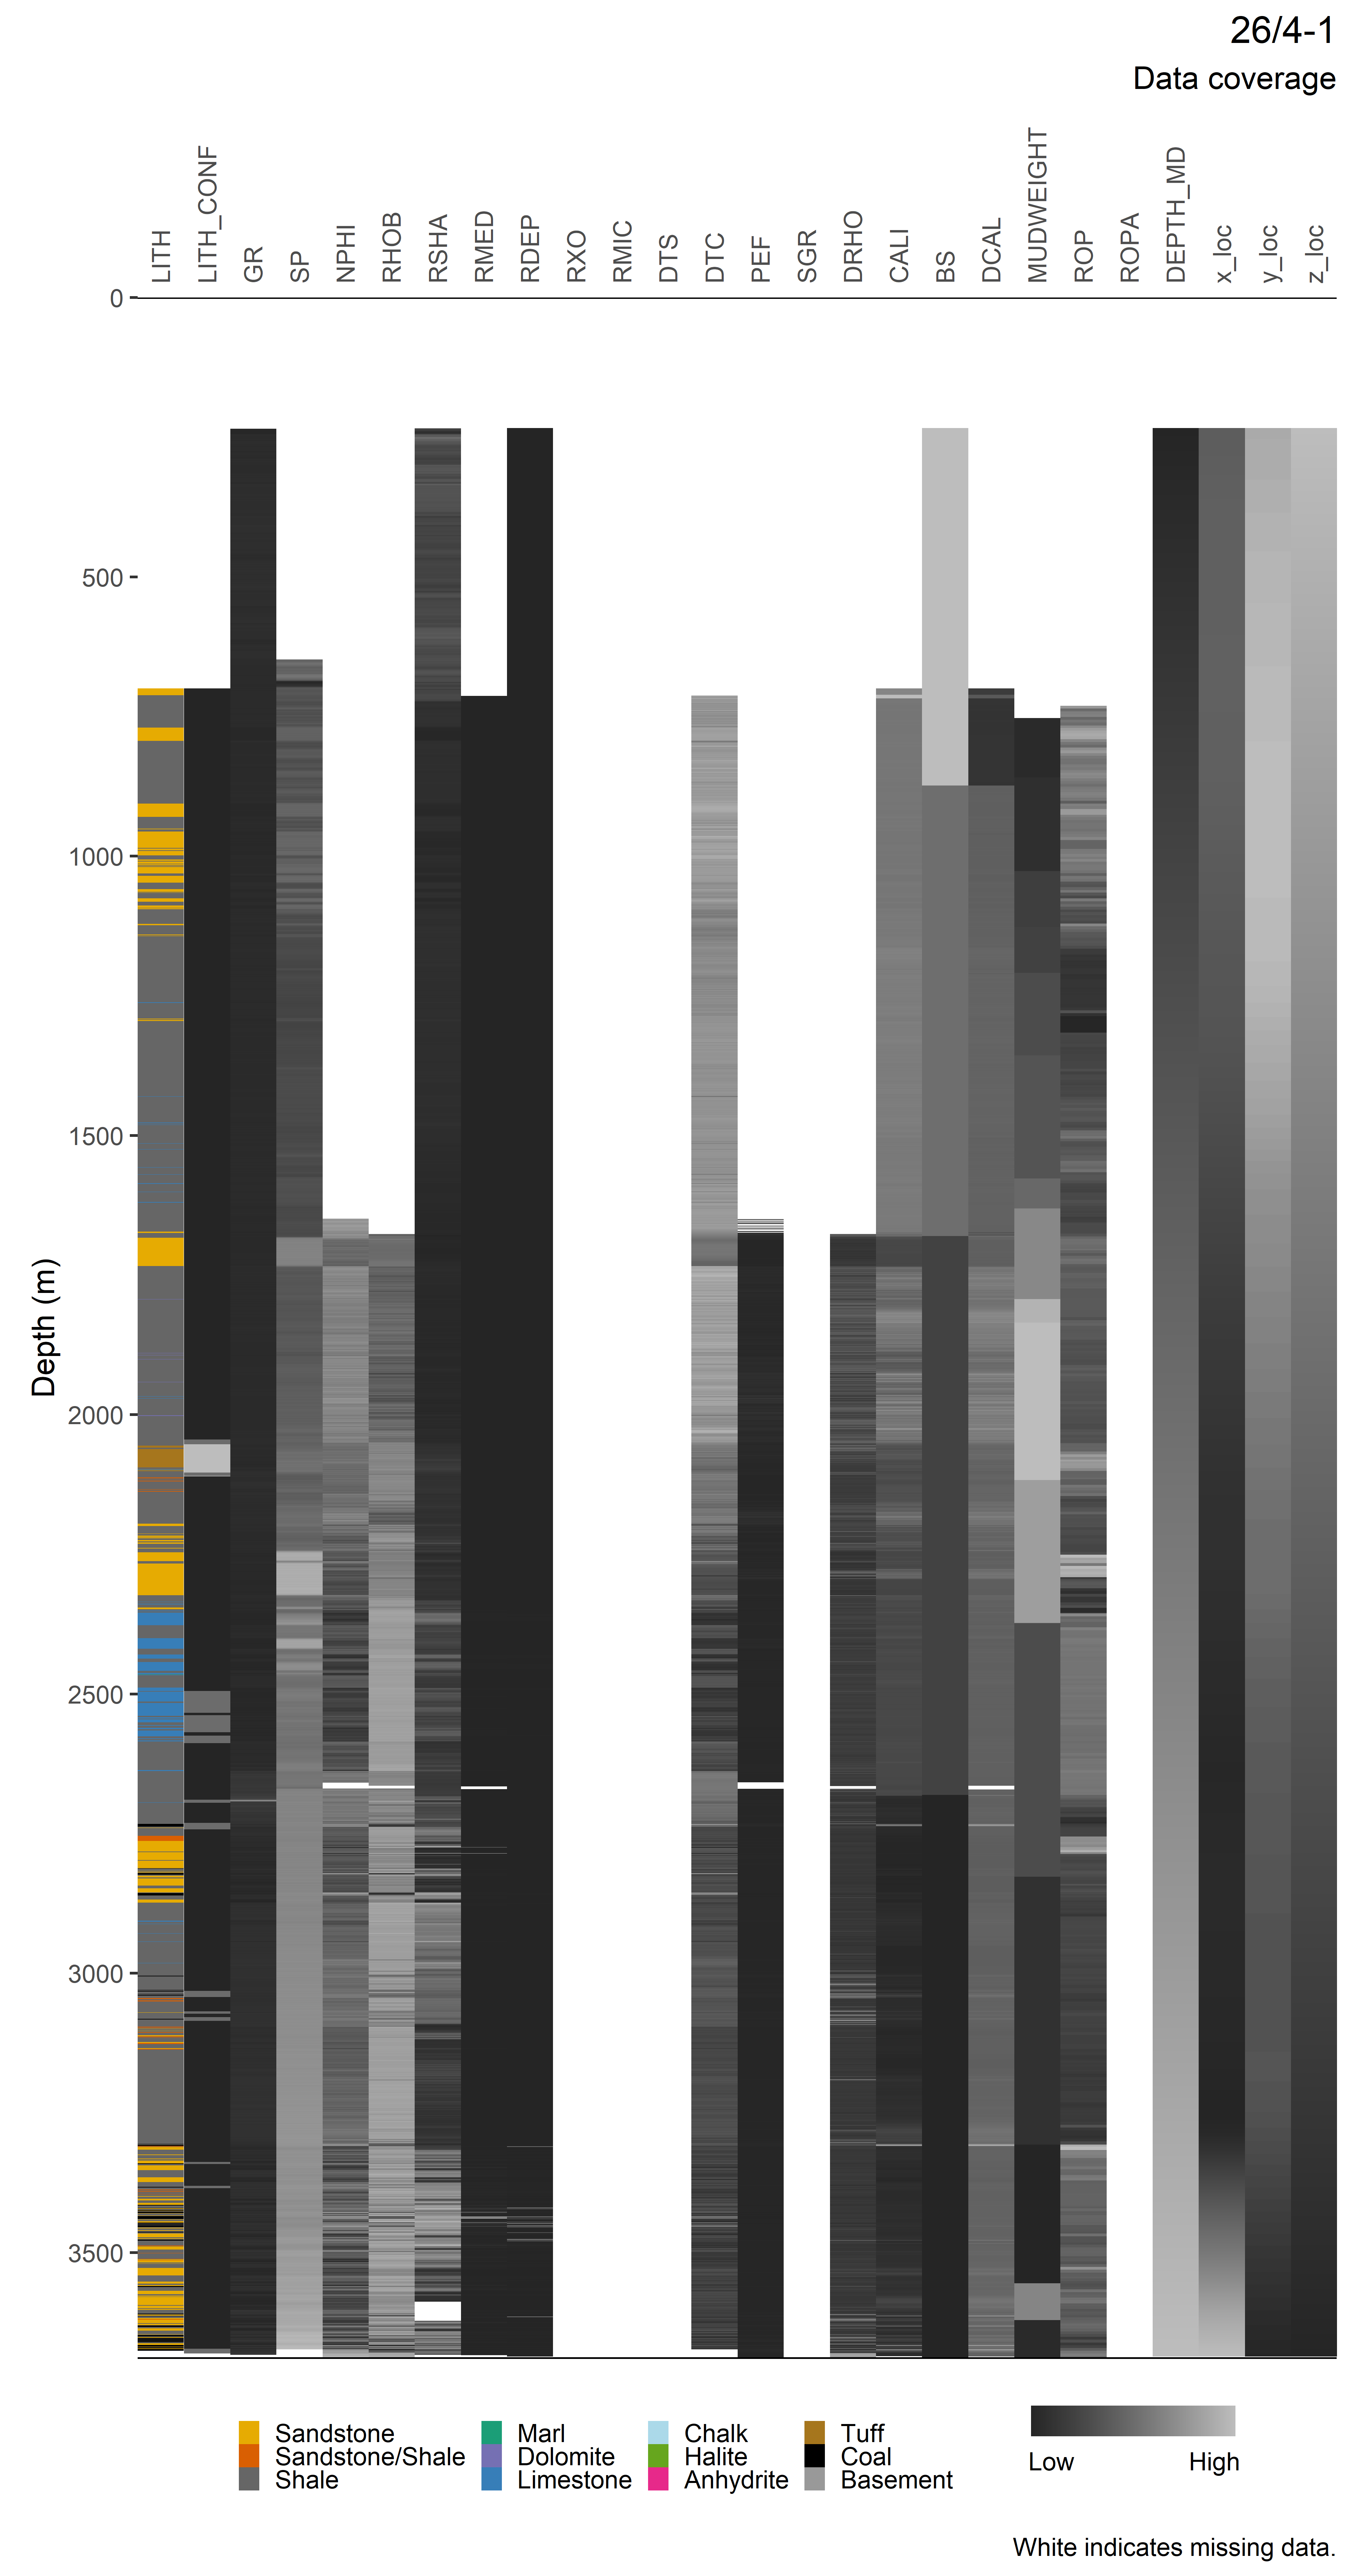 26/4-1
Data coverage
LITH
LITH_CONF
GR
SP
NPHI
RHOB
RSHA
RMED
RDEP
RXO
RMIC
DTS
DTC
PEF
SGR
DRHO
CALI
BS
DCAL
MUDWEIGHT
ROP
ROPA
DEPTH_MD
x_loc
y_loc
z_loc
0
500
1000
1500
2000
2500
3000
3500
Depth (m)
Sandstone
Sandstone/Shale
Shale
Marl
Dolomite
Limestone
Chalk
Halite
Anhydrite
Tuff
Coal
Basement
Low High
White indicates missing data.